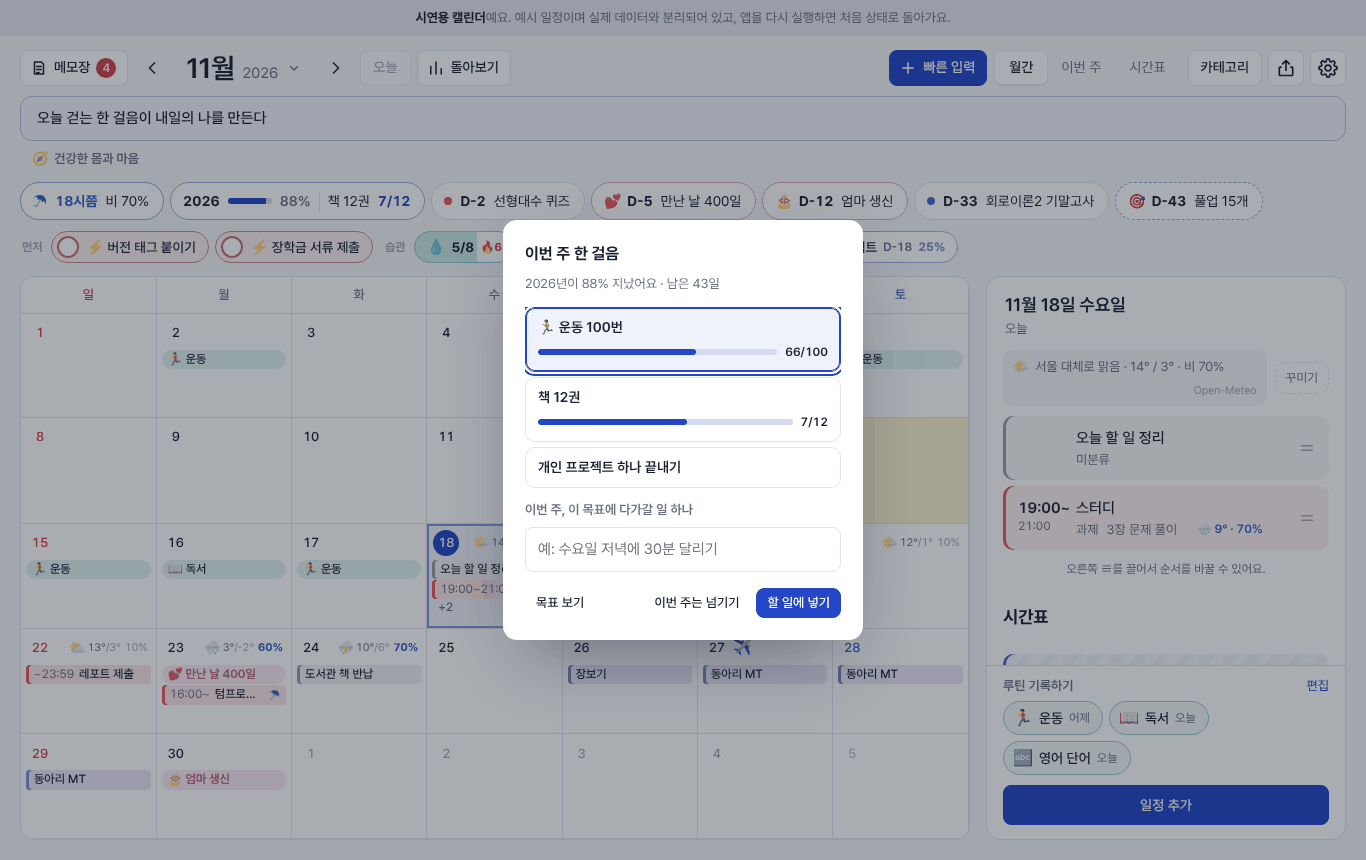 시연용 캘린더예요. 예시 일정이며 실제 데이터와 분리되어 있고, 앱을 다시 실행하면 처음 상태로 돌아가요.
메모장 4
11월 2026
오늘 돌아보기
빠른 입력 월간 이번 주 시간표 카테고리
오늘 걷는 한 걸음이 내일의 나를 만든다
건강한 몸과 마음
18시쯤 비 70%
2026 88% 책 12권 7/12
D-2 선형대수 퀴즈
D-5 만난 날 400일
D-12 엄마 생신
D-33 회로이론2 기말고사
D-43 풀업 15개
먼저 버전 태그 붙이기 장학금 서류 제출 습관 5/8 6
트 D-18 25%
일 월 화 수 토
1
2
운동
3
4
운동
8
9
10
11
15
운동
16
독서
17
운동
18 14
오늘 할 일 정리
19:00~21:0
+2
12°/1° 10%
22 13°/3° 10%
~23:59 레포트 제출
23 3°/-2° 60%
만난 날 400일
16:00~ 텀프로...
24 10°/6° 70%
도서관 책 반납
25
26
장보기
27
동아리 MT
28
동아리 MT
29
동아리 MT
30
엄마 생신
1
2
3
4
5
이번 주 한 걸음
2026년이 88% 지났어요 · 남은 43일
운동 100번
66/100
책 12권
7/12
개인 프로젝트 하나 끝내기
이번 주, 이 목표에 다가갈 일 하나
예: 수요일 저녁에 30분 달리기
목표 보기 이번 주는 넘기기 할 일에 넣기
11월 18일 수요일
오늘
서울 대체로 맑음 · 14° / 3° · 비 70%
Open-Meteo
꾸미기
오늘 할 일 정리
미분류
19:00~ 스터디
21:00 과제 3장 문제 풀이 9° · 70%
오른쪽 ≡를 끌어서 순서를 바꿀 수 있어요.
시간표
루틴 기록하기 편집
운동 어제
독서 오늘
영어 단어 오늘
일정 추가